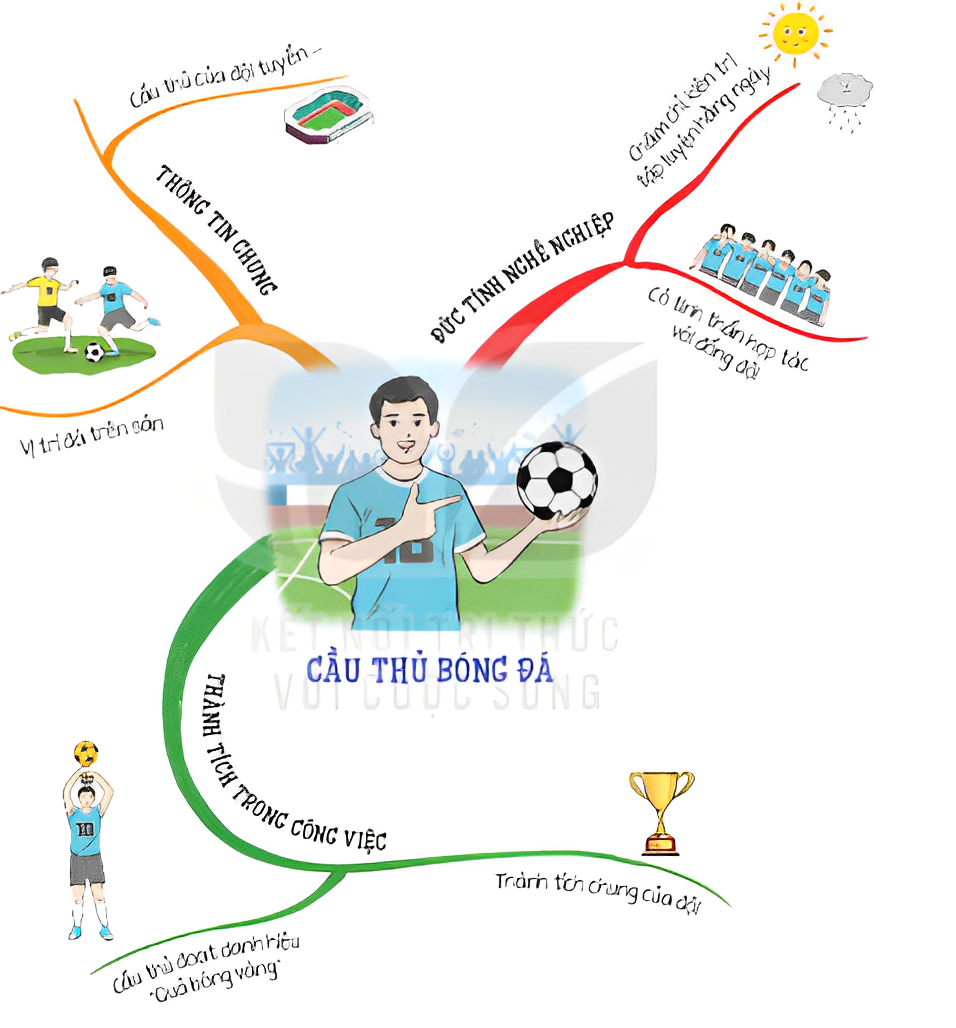 Cầu thủ của đội tuyển –
THÔNG TIN CHUNG
Vị trí đá trên sân
Chăm chỉ kiên trì
tập luyện hằng ngày
ĐỨC TÍNH NGHỀ NGHIỆP
Có tinh thần hợp tác
với đồng đội
10
KẾT NỐI TRI THỨC
VỚI CUỘC SỐNG
CẦU THỦ BÓNG ĐÁ
THÀNH TÍCH TRONG CÔNG VIỆC
10
Thành tích chung của đội
Cầu thủ đoạt danh hiệu
"Quả bóng vàng"